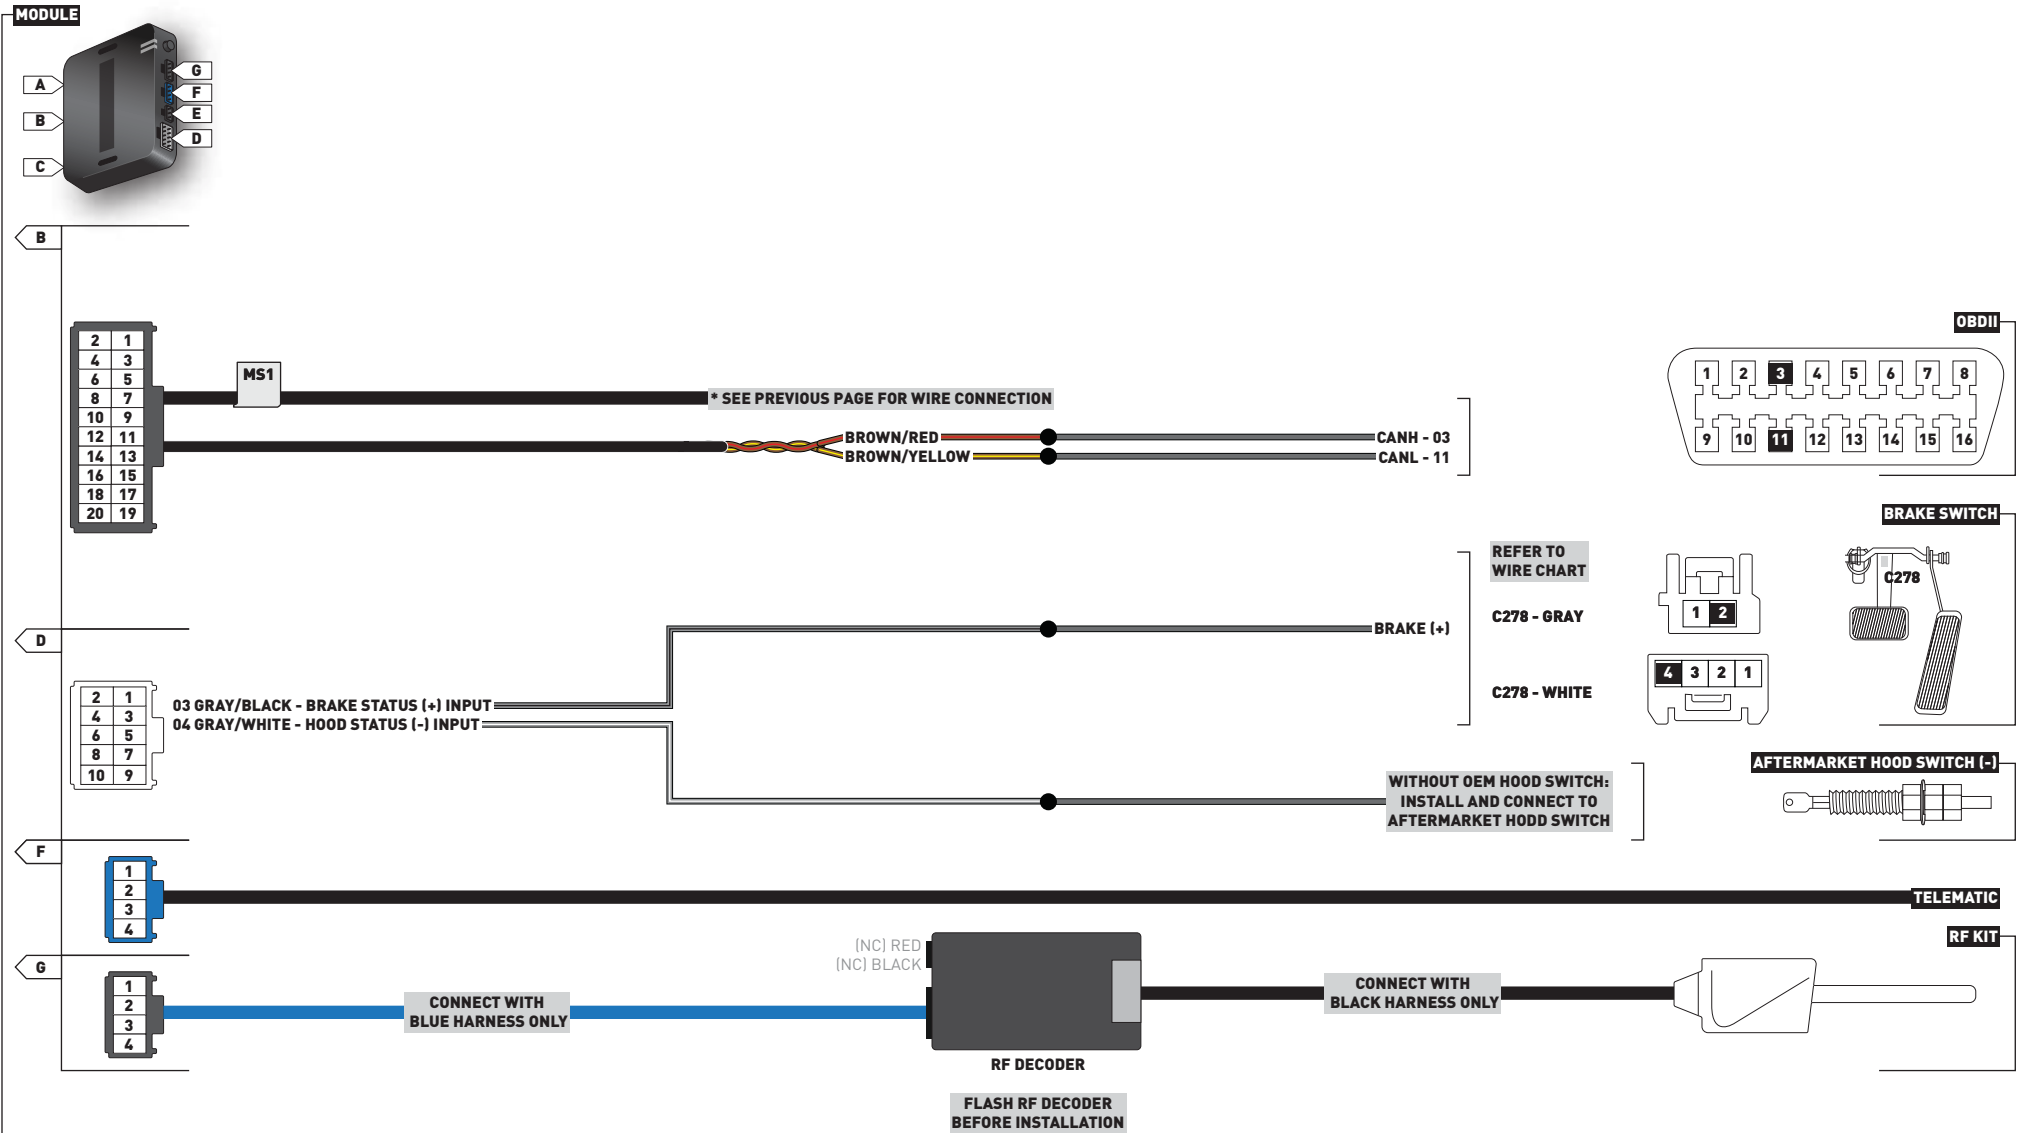 MODULE
A
B
C
G
F
E
D
B
2 1
4 3
6 5
8 7
10 9
12 11
14 13
16 15
18 17
20 19
MS1
* SEE PREVIOUS PAGE FOR WIRE CONNECTION
BROWN/RED
BROWN/YELLOW
CANH - 03
CANL - 11
OBDII
1 2 3 4 5 6 7 8
9 10 11 12 13 14 15 16
BRAKE SWITCH
REFER TO
WIRE CHART
C278 - GRAY
1 2
C278
BRAKE (+)
C278 - WHITE
4 3 2 1
D
2 1
4 3
6 5
8 7
10 9
03 GRAY/BLACK - BRAKE STATUS (+) INPUT
04 GRAY/WHITE - HOOD STATUS (-) INPUT
AFTERMARKET HOOD SWITCH (-)
WITHOUT OEM HOOD SWITCH:
INSTALL AND CONNECT TO
AFTERMARKET HODD SWITCH
F
1
2
3
4
TELEMATIC
G
1
2
3
4
CONNECT WITH
BLUE HARNESS ONLY
(NC) RED
(NC) BLACK
RF DECODER
FLASH RF DECODER
BEFORE INSTALLATION
CONNECT WITH
BLACK HARNESS ONLY
RF KIT